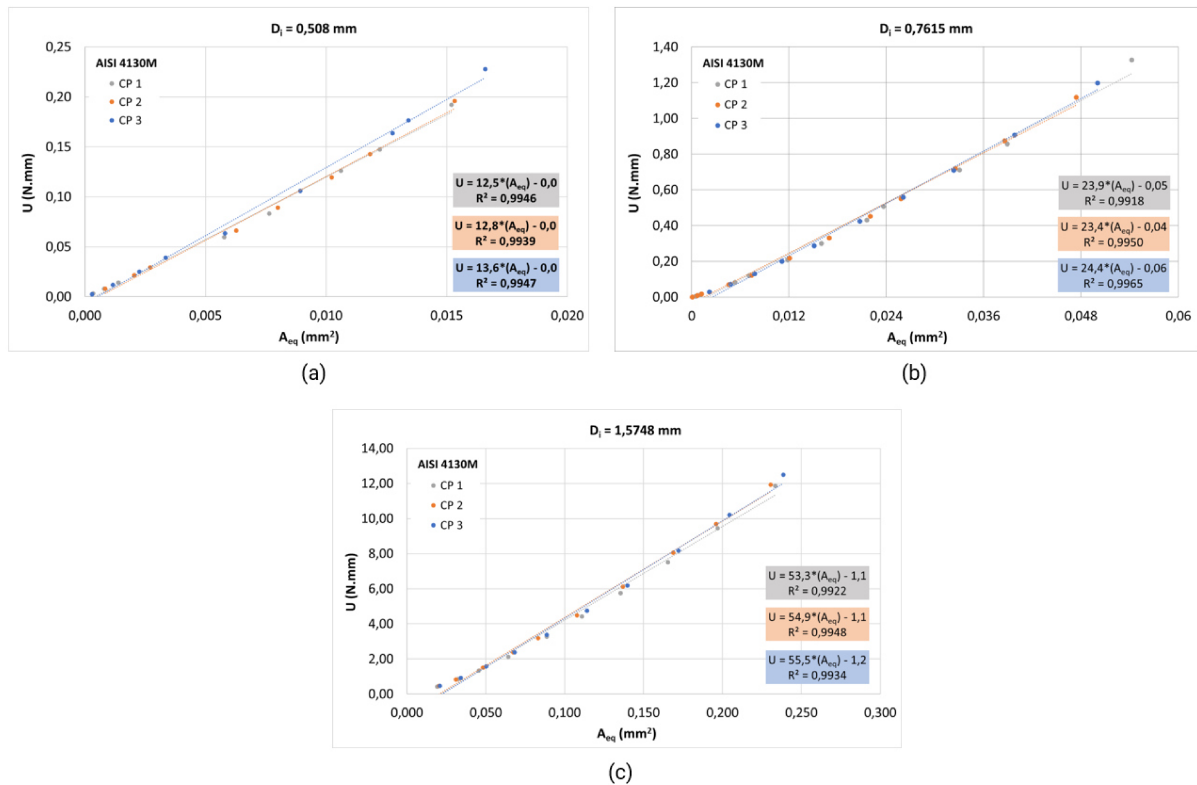 Dᵢ = 0,508 mm
0,25
0,20
0,15
0,10
0,05
0,00
U (N.mm)
AISI 4130M
CP 1
CP 2
CP 3
U = 12,5*(Aeq) - 0,0
R² = 0,9946
U = 12,8*(Aeq) - 0,0
R² = 0,9939
U = 13,6*(Aeq) - 0,0
R² = 0,9947
0,000 0,005 0,010 0,015 0,020
Aeq (mm²)
(a)
Dᵢ = 0,7615 mm
1,40
1,20
1,00
0,80
0,60
0,40
0,20
0,00
U (N.mm)
AISI 4130M
CP 1
CP 2
CP 3
U = 23,9*(Aeq) - 0,05
R² = 0,9918
U = 23,4*(Aeq) - 0,04
R² = 0,9950
U = 24,4*(Aeq) - 0,06
R² = 0,9965
0 0,012 0,024 0,036 0,048 0,06
Aeq (mm²)
(b)
Dᵢ = 1,5748 mm
14,00
12,00
10,00
8,00
6,00
4,00
2,00
0,00
U (N.mm)
AISI 4130M
CP 1
CP 2
CP 3
U = 53,3*(Aeq) - 1,1
R² = 0,9922
U = 54,9*(Aeq) - 1,1
R² = 0,9948
U = 55,5*(Aeq) - 1,2
R² = 0,9934
0,000 0,050 0,100 0,150 0,200 0,250 0,300
Aeq (mm²)
(c)